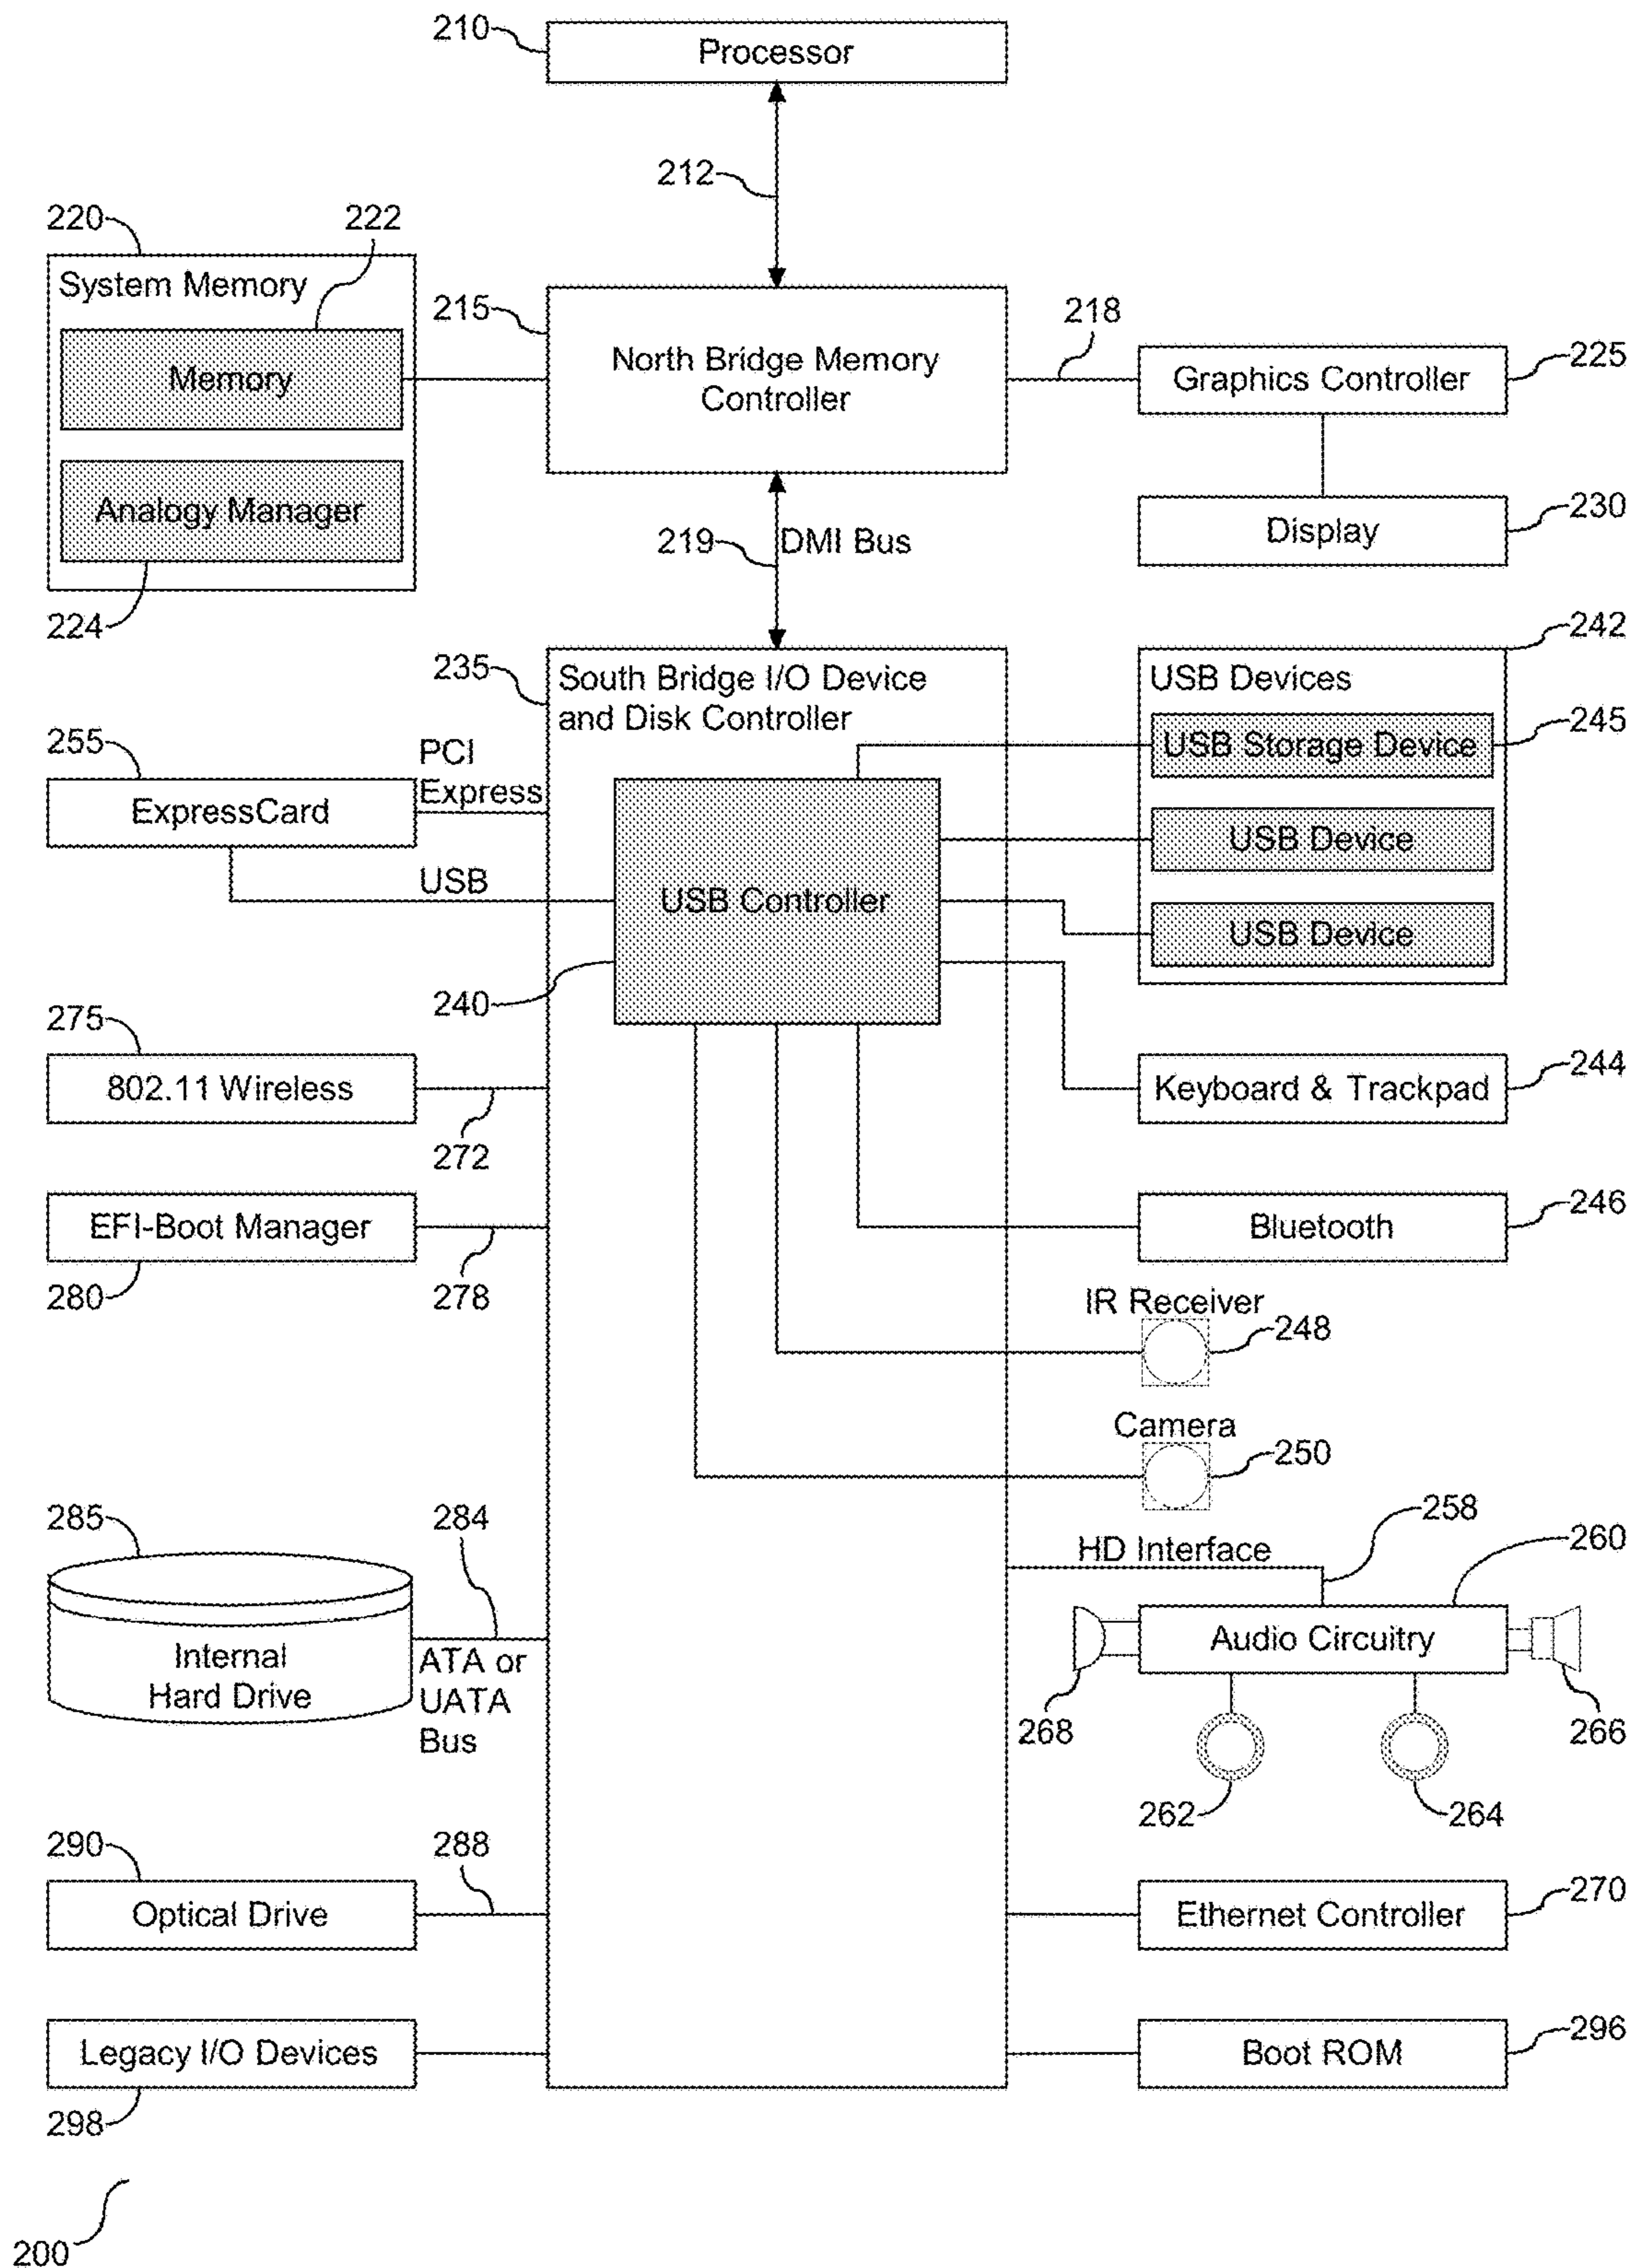 210
Processor
212
220
222
System Memory
215
218
Memory
North Bridge Memory
Controller
Graphics Controller
225
Analogy Manager
224
219
DMI Bus
Display
230
235
South Bridge I/O Device
and Disk Controller
242
USB Devices
USB Storage Device
245
USB Device
USB Device
255
PCI
Express
ExpressCard
USB
USB Controller
240
275
802.11 Wireless
272
Keyboard & Trackpad
244
EFI-Boot Manager
280
278
Bluetooth
246
IR Receiver
248
Camera
250
285
284
Internal
Hard Drive
ATA or
UATA
Bus
258
HD Interface
260
Audio Circuitry
268
266
262
264
290
288
Optical Drive
Ethernet Controller
270
Legacy I/O Devices
298
Boot ROM
296
200